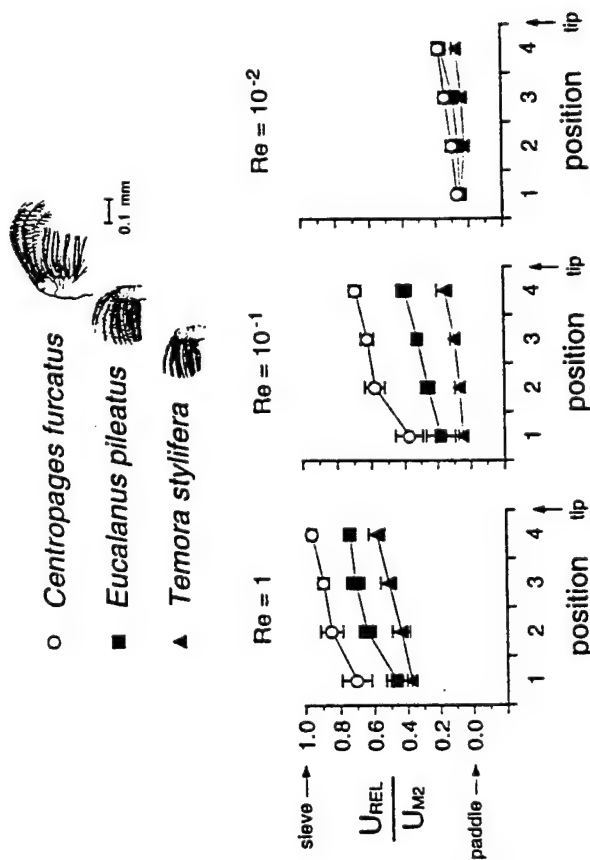 ○ Centropages furcatus
■ Eucalanus pileatus
▲ Temora stylifera
0.1 mm
Re = 1
Re = 10⁻¹
Re = 10⁻²
sieve → 1.0
0.8
0.6
0.4
0.2
paddle → 0.0
U_REL
U_M2
1 2 3 4 tip
position
1 2 3 4 tip
position
1 2 3 4 tip
position